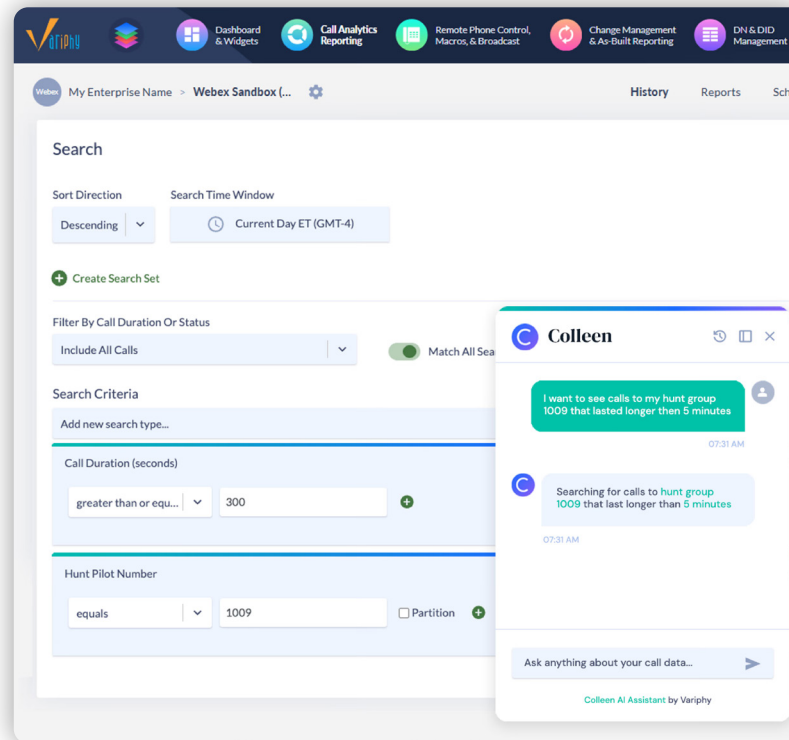 Variphy
Dashboard
& Widgets
Call Analytics
Reporting
Remote Phone Control,
Macros, & Broadcast
Change Management
& As-Built Reporting
DN & DID
Management
Webex
My Enterprise Name > Webex Sandbox (...
History
Reports
Sch
Search
Sort Direction
Search Time Window
Descending
Current Day ET (GMT-4)
Create Search Set
Filter By Call Duration Or Status
Include All Calls
Match All Sea
Search Criteria
Add new search type...
Call Duration (seconds)
greater than or equ...
300
Hunt Pilot Number
equals
1009
Partition
C Colleen
I want to see calls to my hunt group
1009 that lasted longer then 5 minutes
07:31 AM
C
Searching for calls to hunt group
1009 that last longer than 5 minutes
07:31 AM
Ask anything about your call data...
Colleen AI Assistant by Variphy